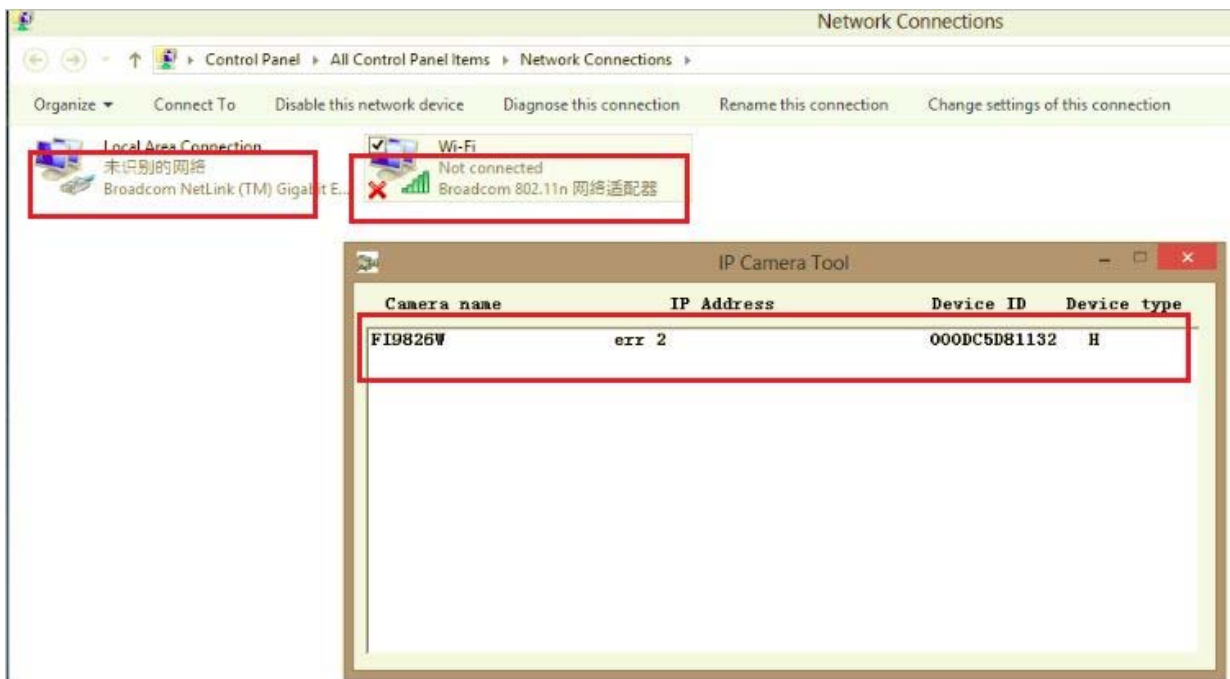 Network Connections
Control Panel All Control Panel Items Network Connections
Organize Connect To Disable this network device Diagnose this connection Rename this connection Change settings of this connection
Local Area Connection
未识别的网络
Broadcom NetLink (TM) Gigabit E...
Wi-Fi
Not connected
Broadcom 802.11n 网络适配器
IP Camera Tool
Camera name IP Address Device ID Device type
FI9826W err 2 000DC5D81132 H